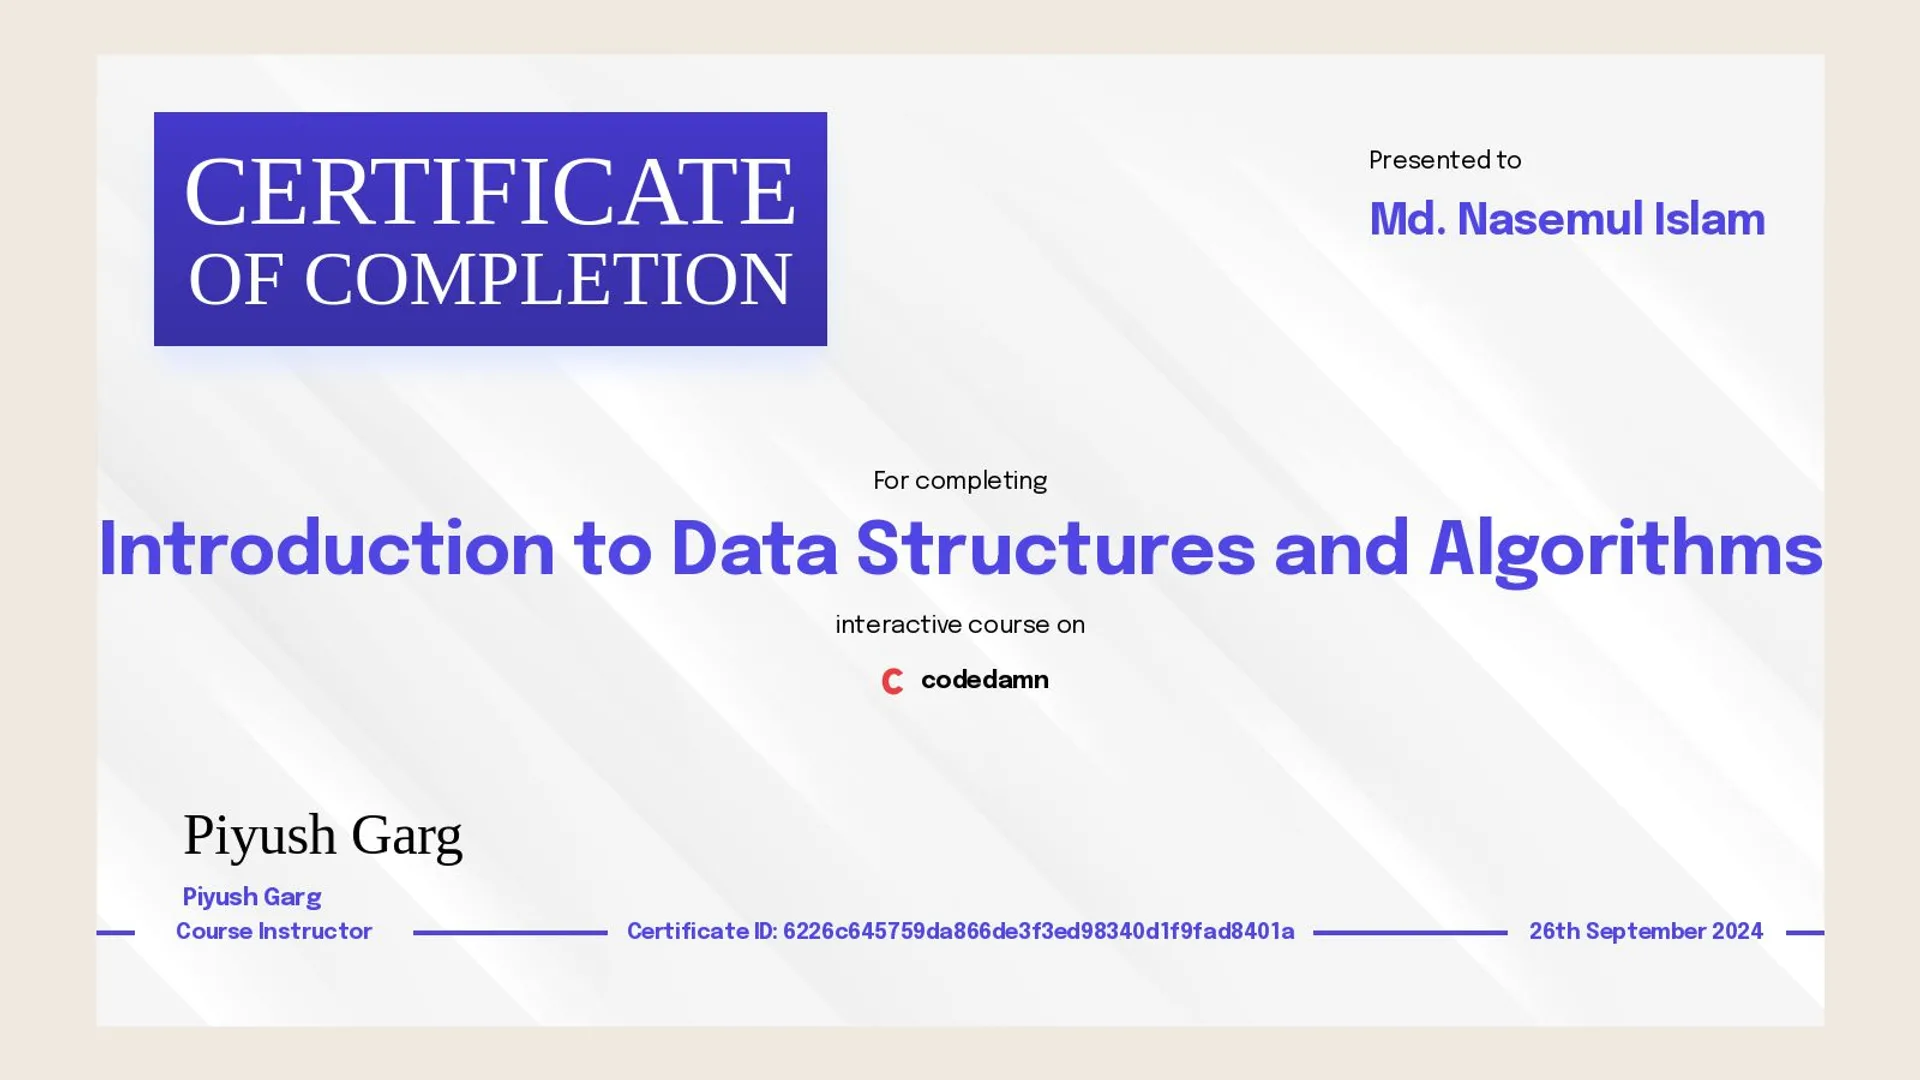 CERTIFICATE
OF COMPLETION
Presented to
Md. Nasemul Islam
For completing
Introduction to Data Structures and Algorithms
interactive course on
codedamn
Piyush Garg
Piyush Garg
Course Instructor
Certificate ID: 6226c645759da866de3f3ed98340d1f9fad8401a
26th September 2024